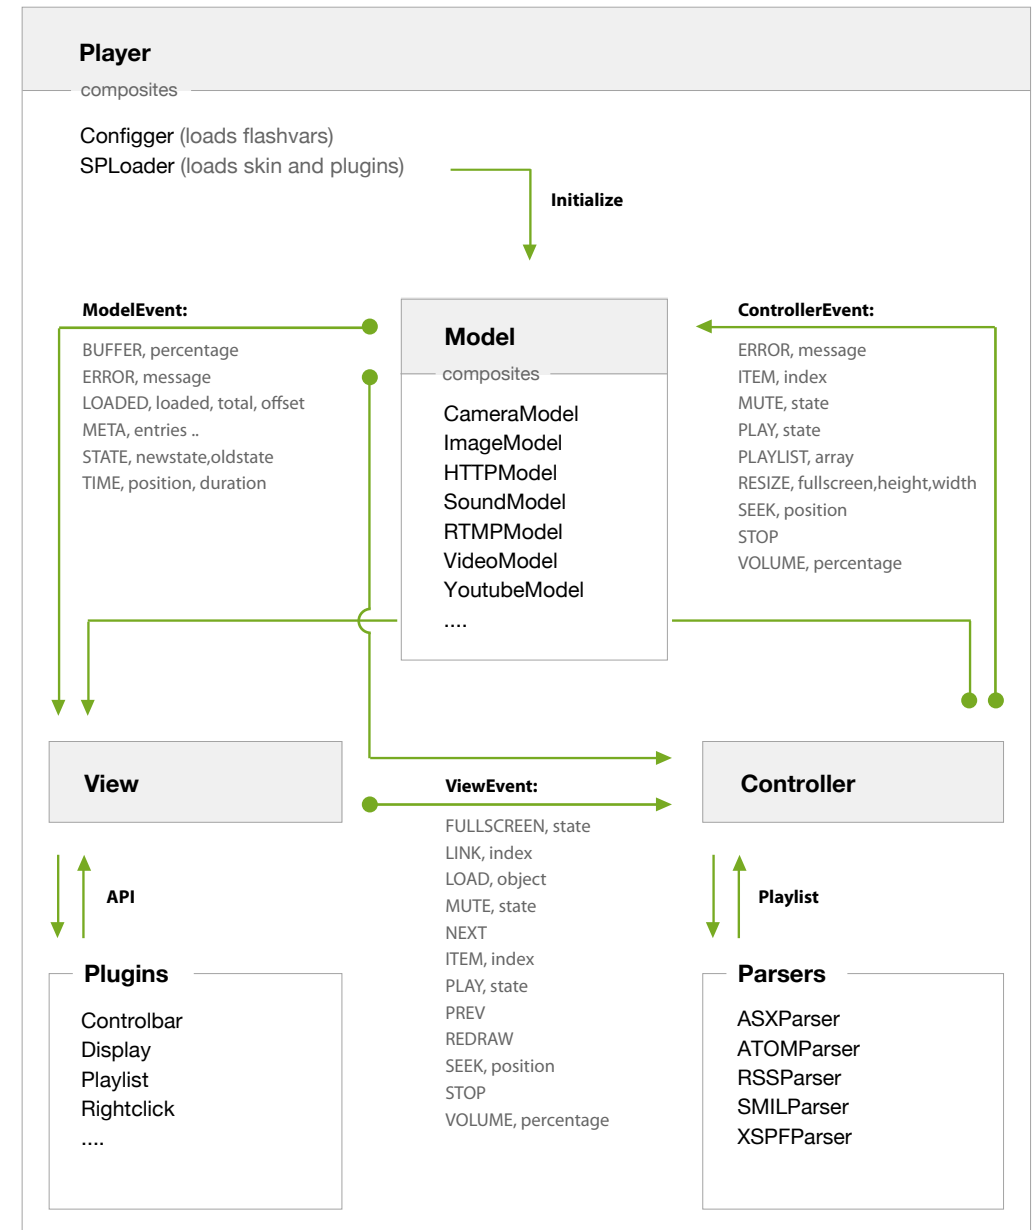 Player
composites
Configger (loads flashvars)
SPLoader (loads skin and plugins)
Initialize
ModelEvent:
BUFFER, percentage
ERROR, message
LOADED, loaded, total, offset
META, entries ..
STATE, newstate,oldstate
TIME, position, duration
Model
composites
CameraModel
ImageModel
HTTPModel
SoundModel
RTMPModel
VideoModel
YoutubeModel
....
ControllerEvent:
ERROR, message
ITEM, index
MUTE, state
PLAY, state
PLAYLIST, array
RESIZE, fullscreen,height,width
SEEK, position
STOP
VOLUME, percentage
View
ViewEvent:
FULLSCREEN, state
LINK, index
LOAD, object
MUTE, state
NEXT
ITEM, index
PLAY, state
PREV
REDRAW
SEEK, position
STOP
VOLUME, percentage
Controller
API
Plugins
Controlbar
Display
Playlist
Rightclick
....
Playlist
Parsers
ASXParser
ATOMParser
RSSParser
SMILParser
XSPFParser